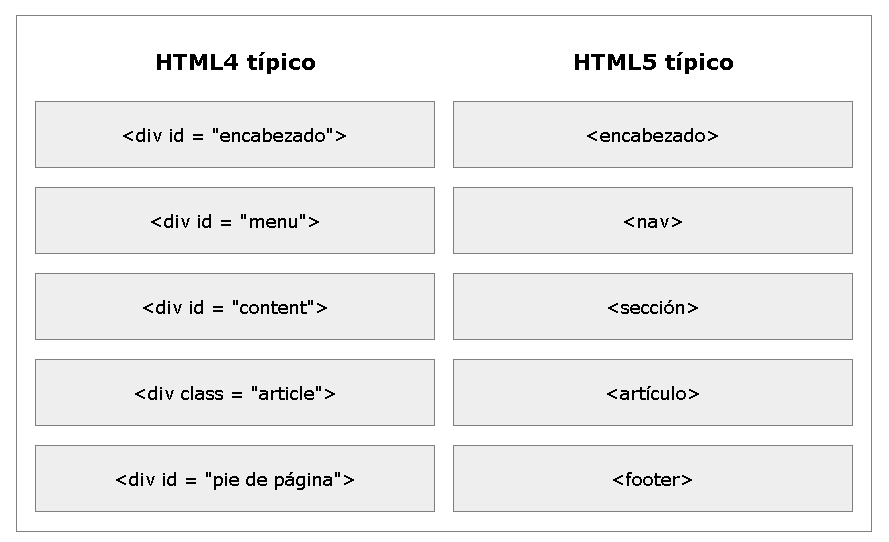 HTML4 típico
HTML5 típico
<div id = "encabezado">
<encabezado>
<div id = "menu">
<nav>
<div id = "content">
<sección>
<div class = "article">
<artículo>
<div id = "pie de página">
<footer>